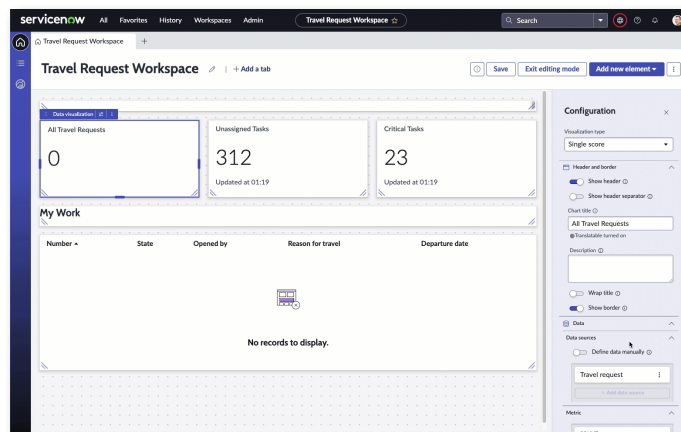 servicenow All Favorites History Workspaces Admin Travel Request Workspace Search
Travel Request Workspace
Travel Request Workspace + Add a tab Save Exit editing mode Add new element
Data visualization
All Travel Requests
0
Unassigned Tasks
312
Updated at 01:19
Critical Tasks
23
Updated at 01:19
My Work
Number State Opened by Reason for travel Departure date
No records to display.
Configuration
Visualization type
Single score
Header and border
Show header
Show header separator
Chart title
All Travel Requests
Translatable turned on
Description
Wrap title
Show border
Data
Data sources
Define data manually
Travel request
+ Add data source
Metric